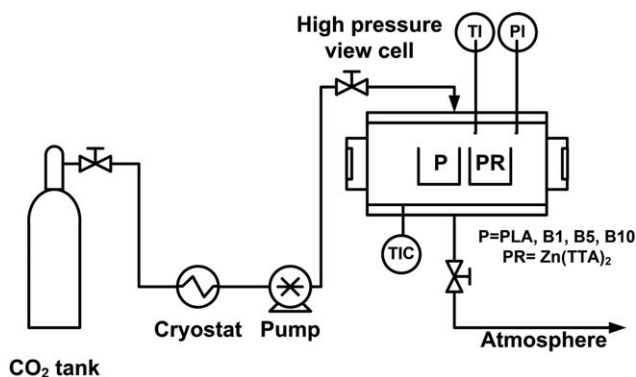 High pressure
view cell
TI
PI
P
PR
TIC
P=PLA, B1, B5, B10
PR= Zn(TTA)₂
Cryostat
Pump
Atmosphere
CO₂ tank